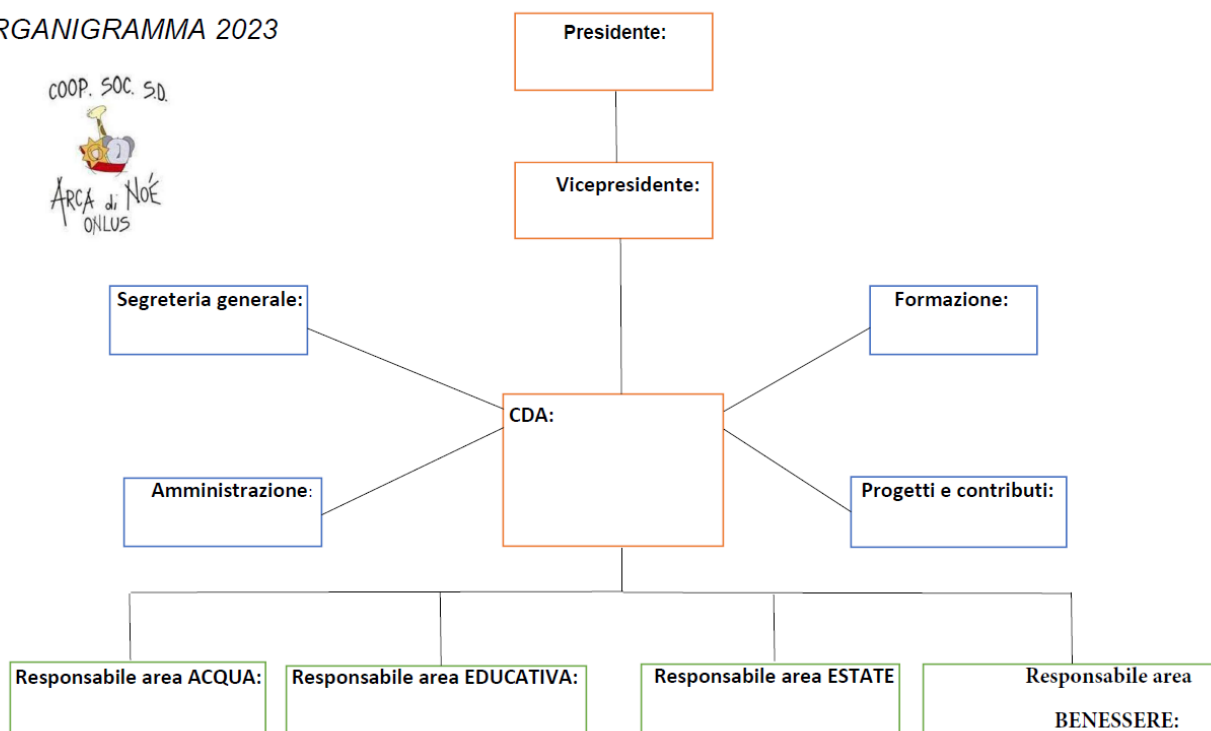 RGANIGRAMMA 2023
COOP. SOC. S.D.
ARCA di NOÉ
ONLUS
Presidente:
Vicepresidente:
Segreteria generale:
Formazione:
CDA:
Amministrazione:
Progetti e contributi:
Responsabile area ACQUA:
Responsabile area EDUCATIVA:
Responsabile area ESTATE
Responsabile area
BENESSERE: